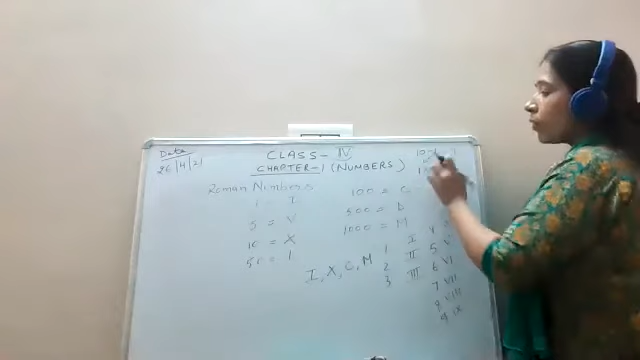 Date
26/4/21
CLASS - IV
CHAPTER-1 (NUMBERS)
Roman Numbers
1 = I
5 = V
10 = X
50 = L
100 = C
500 = D
1000 = M
I, X, C, M
1 I
2 II
3 III
4
5 V
6 VI
7 VII
8 VIII
9 IX